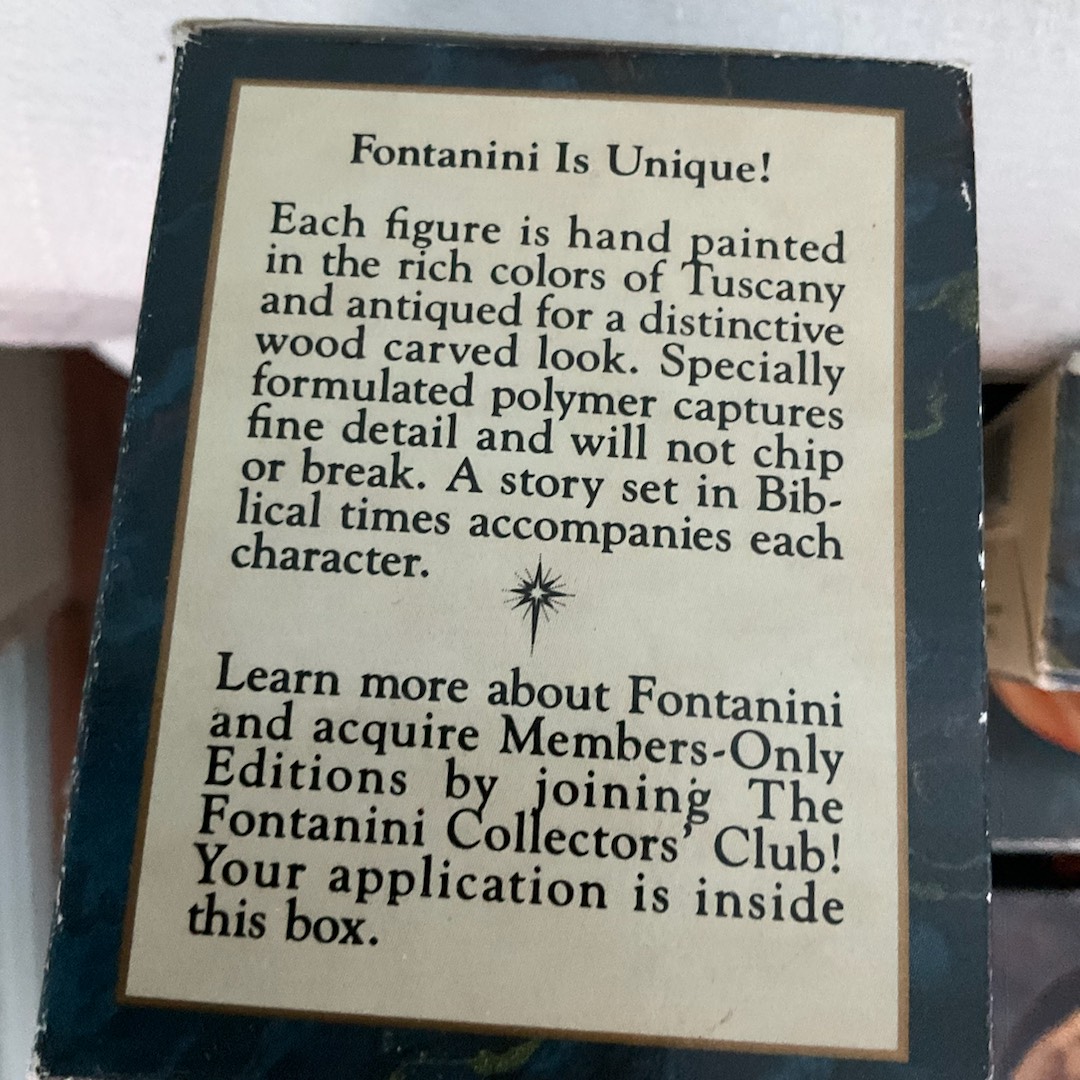 Fontanini Is Unique!
Each figure is hand painted
in the rich colors of Tuscany
and antiqued for a distinctive
wood carved look. Specially
formulated polymer captures
fine detail and will not chip
or break. A story set in Bib-
lical times accompanies each
character.
Learn more about Fontanini
and acquire Members-Only
Editions by joining The
Fontanini Collectors' Club!
Your application is inside
this box.